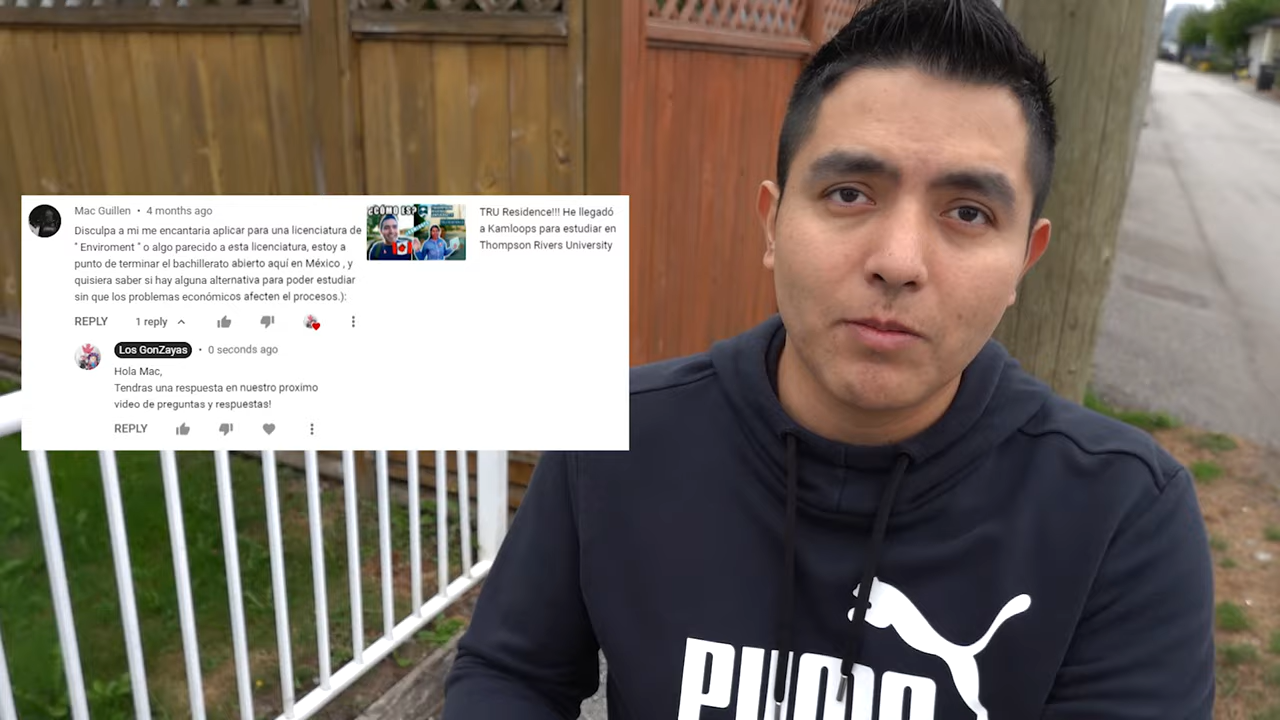 Mac Guillen • 4 months ago
Disculpa a mi me encantaria aplicar para una licenciatura de
" Enviroment " o algo parecido a esta licenciatura, estoy a
punto de terminar el bachillerato abierto aquí en México , y
quisiera saber si hay alguna alternativa para poder estudiar
sin que los problemas económicos afecten el procesos.):
REPLY 1 reply
Los GonZayas • 0 seconds ago
Hola Mac,
Tendras una respuesta en nuestro proximo
video de preguntas y respuestas!
REPLY
¿CÓMO ES?
TRU Residence!!! He llegado
a Kamloops para estudiar en
Thompson Rivers University
PUMA